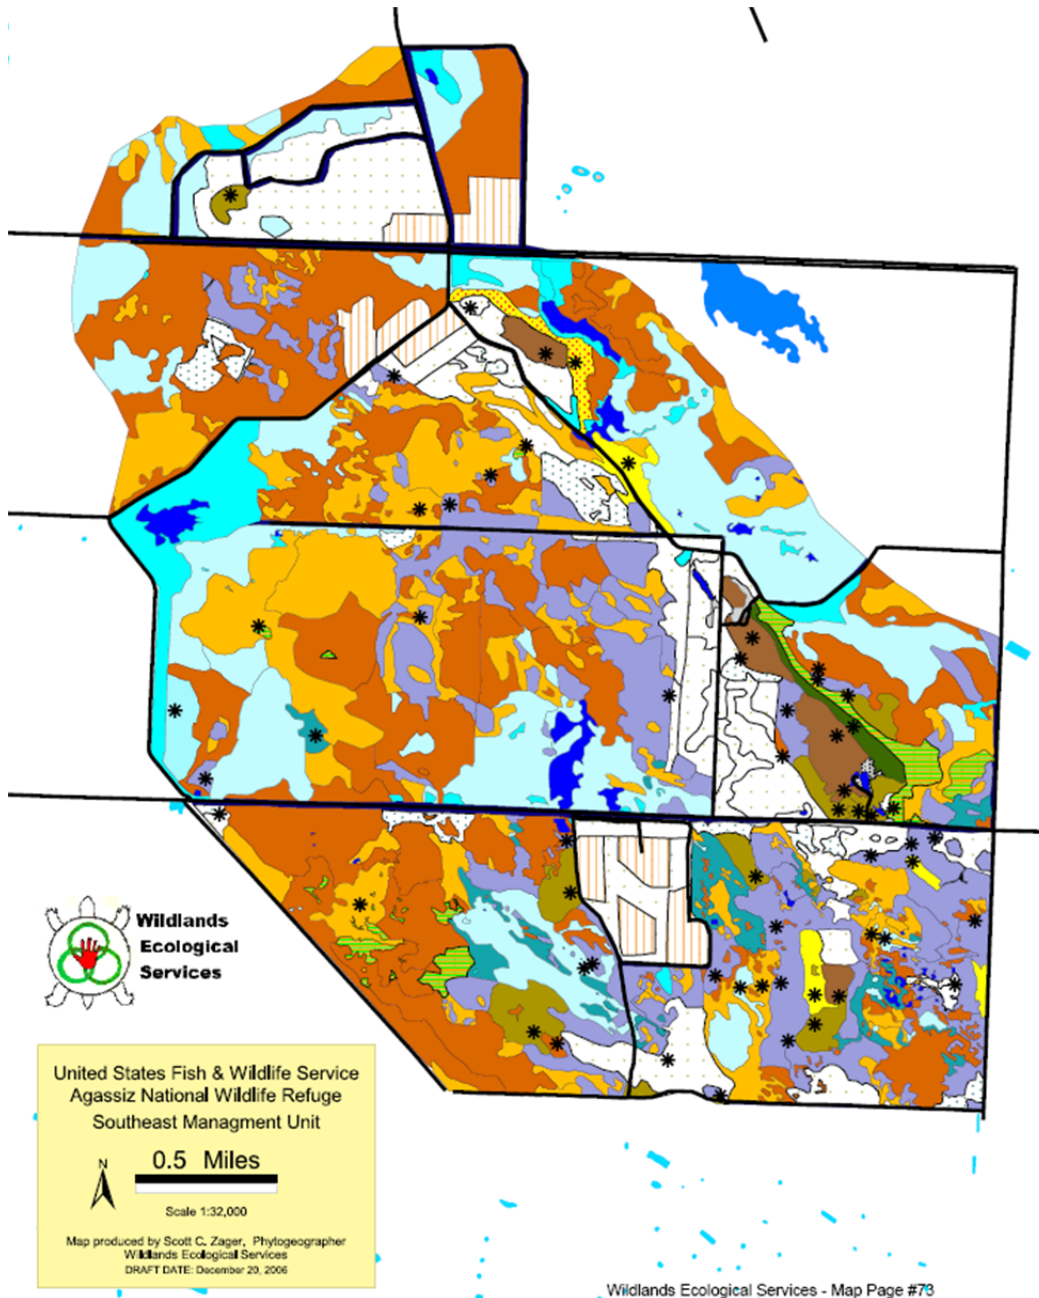 Wildlands
Ecological
Services
United States Fish & Wildlife Service
Agassiz National Wildlife Refuge
Southeast Managment Unit
N
0.5 Miles
Scale 1:32,000
Map produced by Scott C. Zager, Phytogeographer
Wildlands Ecological Services
DRAFT DATE: December 20, 2006
Wildlands Ecological Services - Map Page #73